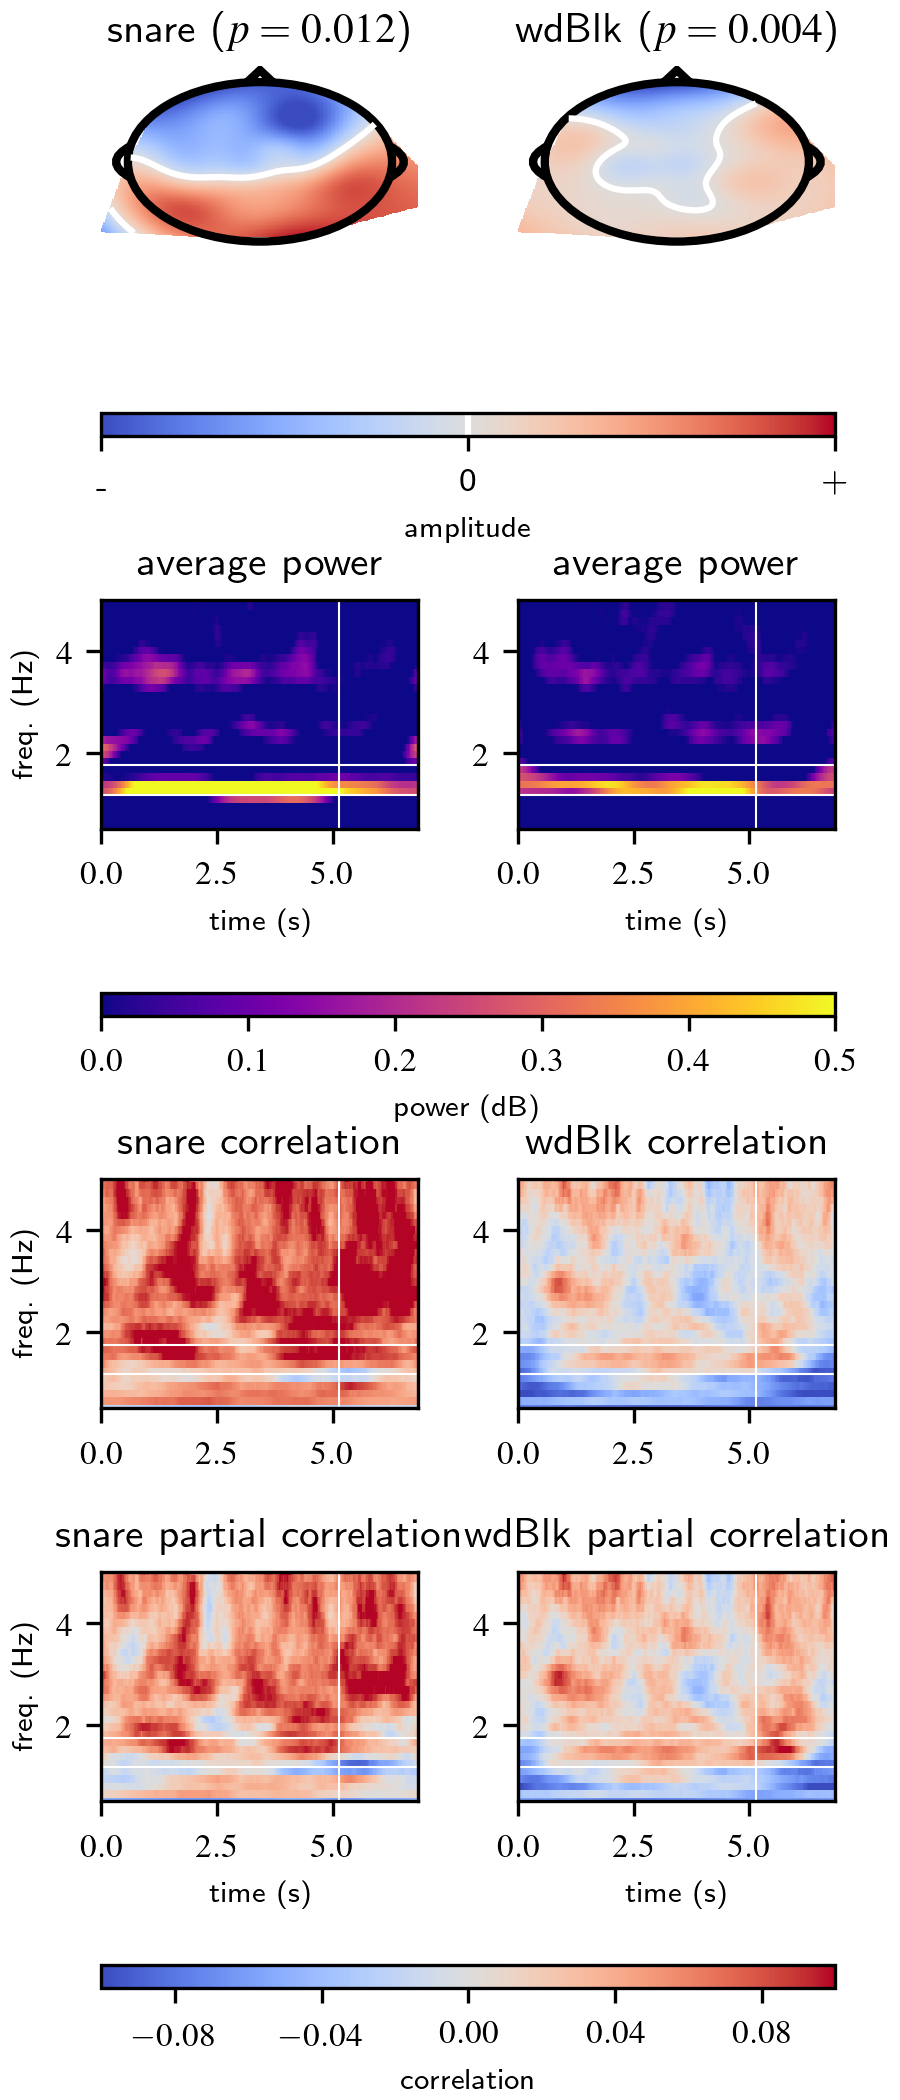 snare (p = 0.012) wdBlk (p = 0.004)
- 0 +
amplitude
average power average power
freq. (Hz)
4 4
2 2
0.0 2.5 5.0 0.0 2.5 5.0
time (s) time (s)
0.0 0.1 0.2 0.3 0.4 0.5
power (dB)
snare correlation wdBlk correlation
freq. (Hz)
4 4
2 2
0.0 2.5 5.0 0.0 2.5 5.0
snare partial correlation wdBlk partial correlation
freq. (Hz)
4 4
2 2
0.0 2.5 5.0 0.0 2.5 5.0
time (s) time (s)
−0.08 −0.04 0.00 0.04 0.08
correlation